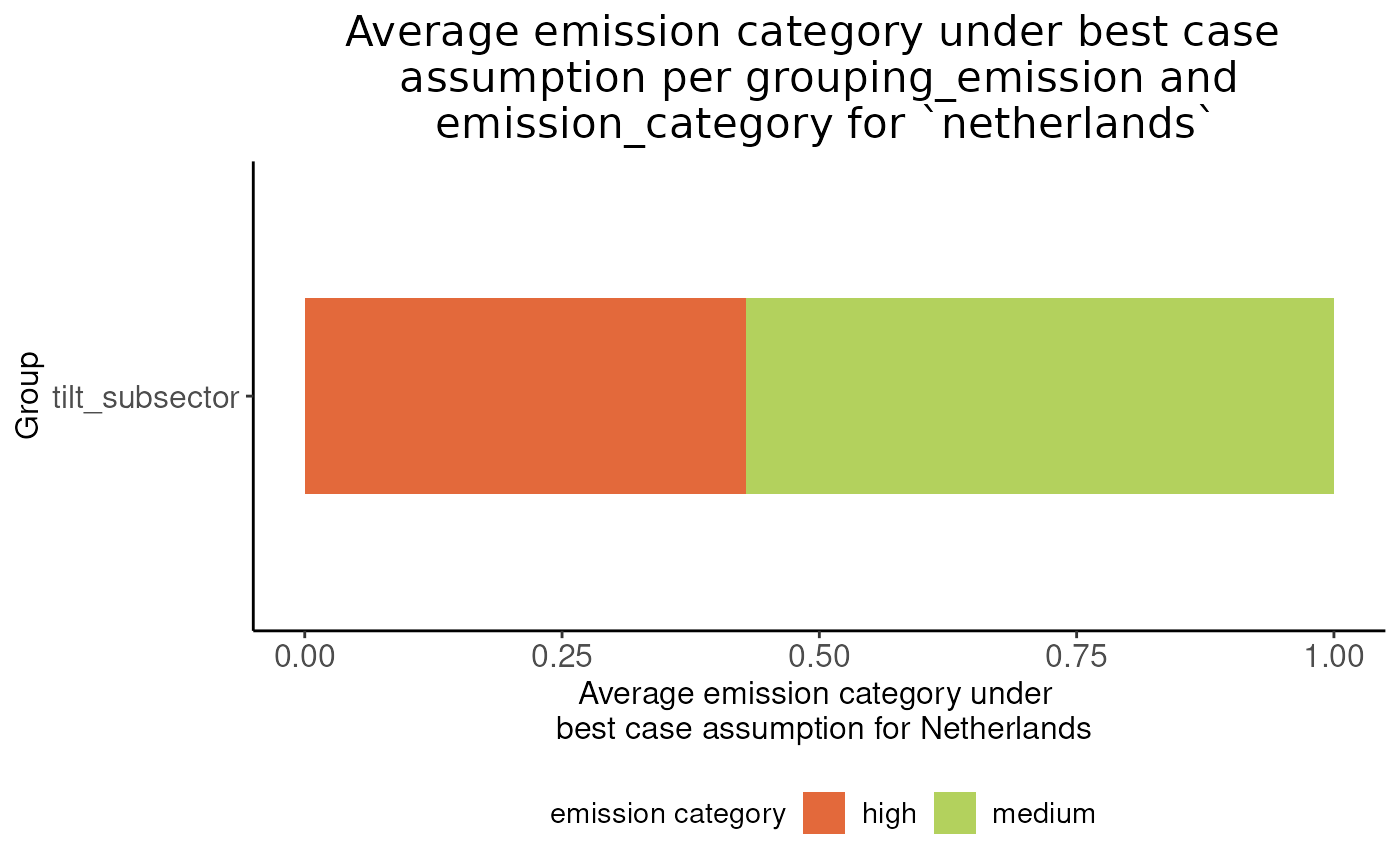 Average emission category under best case
assumption per grouping_emission and
emission_category for `netherlands`
Group
tilt_subsector
0.00 0.25 0.50 0.75 1.00
Average emission category under
best case assumption for Netherlands
emission category high medium